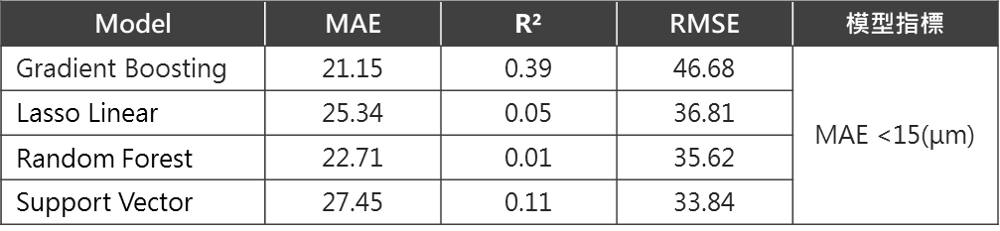 Model MAE R² RMSE 模型指標
Gradient Boosting 21.15 0.39 46.68
Lasso Linear 25.34 0.05 36.81
MAE <15(μm)
Random Forest 22.71 0.01 35.62
Support Vector 27.45 0.11 33.84